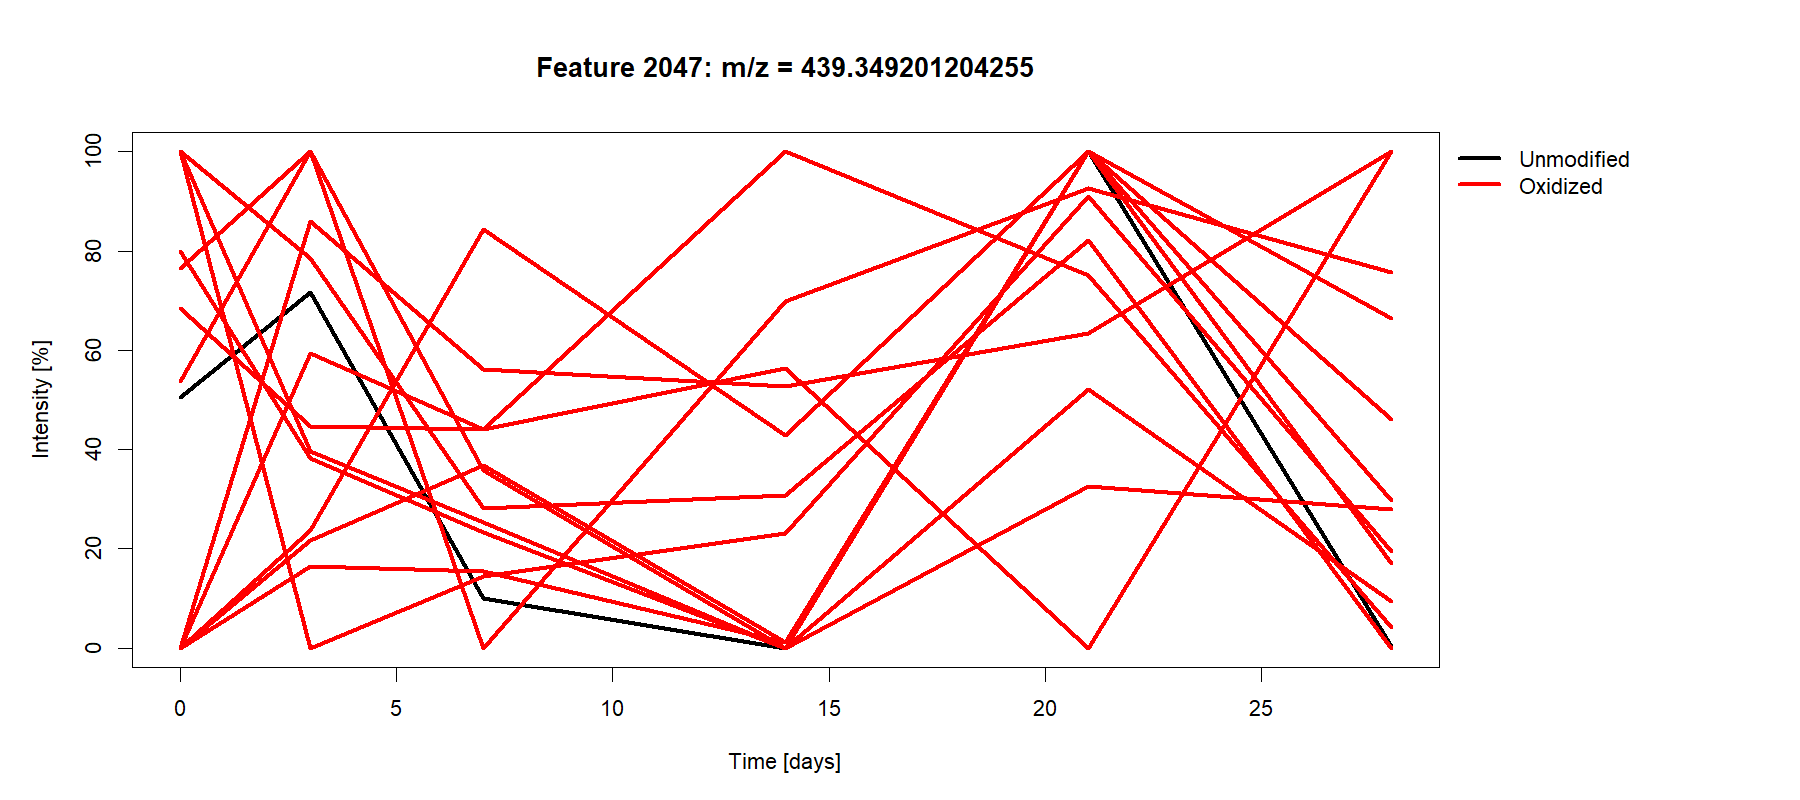 Feature 2047: m/z = 439.349201204255
Unmodified
Oxidized
Intensity [%]
100
80
60
40
20
0
0 5 10 15 20 25
Time [days]